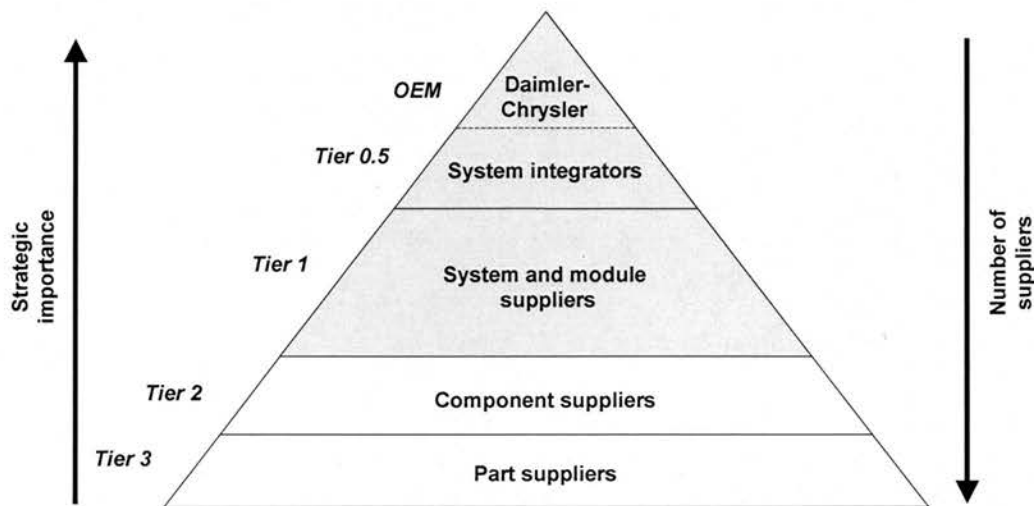 OEM
Daimler-
Chrysler
Tier 0.5
System integrators
Tier 1
System and module
suppliers
Tier 2
Component suppliers
Tier 3
Part suppliers
Strategic
importance
Number of
suppliers